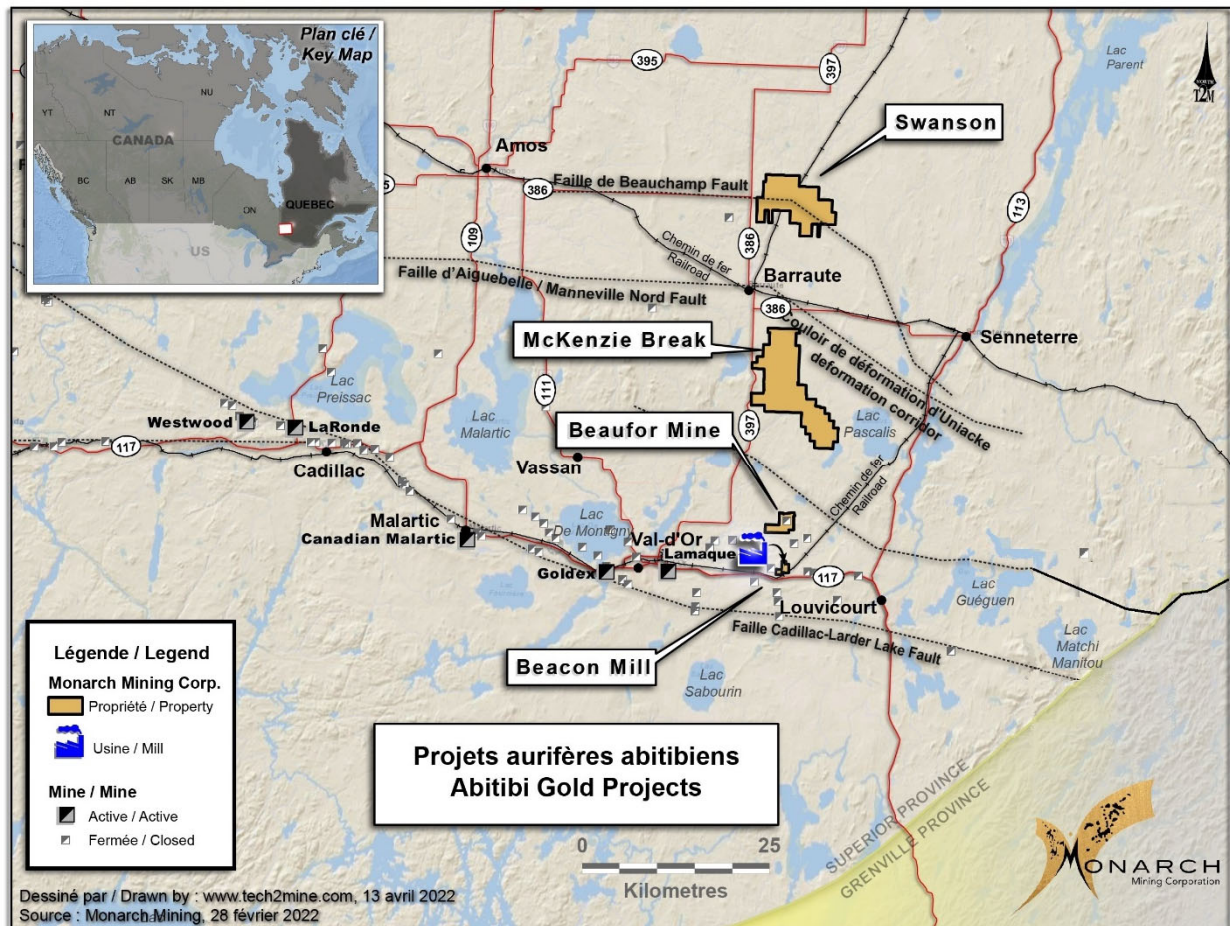 Plan clé /
Key Map
NU
YT
NT
CANADA
BC
AB
SK
MB
ON
QUEBEC
US
395
397
Lac
Parent
NORTH
T2M
Swanson
Amos
386
Faille de Beauchamp Fault
113
109
386
Chemin de fer
Railroad
Barraute
Faille d'Aiguebelle / Manneville Nord Fault
386
Senneterre
McKenzie Break
Couloir de déformation d'Uniacke
deformation corridor
Lac
Preissac
111
Lac
Malartic
397
Lac
Pascalis
Westwood
LaRonde
Beaufor Mine
117
Cadillac
Vassan
Chemin de fer
Railroad
Malartic
Canadian Malartic
Lac
De Montigny
Val-d'Or
Lamaque
Goldex
117
Lac
Guéguen
Louvicourt
Faille Cadillac-Larder Lake Fault
Lac
Matchi
Manitou
Beacon Mill
Lac
Sabourin
Légende / Legend
Monarch Mining Corp.
Propriété / Property
Usine / Mill
Mine / Mine
Active / Active
Fermée / Closed
Projets aurifères abitibiens
Abitibi Gold Projects
0 25
Kilometres
SUPERIOR PROVINCE
GRENVILLE PROVINCE
MONARCH
Mining Corporation
Dessiné par / Drawn by : www.tech2mine.com, 13 avril 2022
Source : Monarch Mining, 28 février 2022